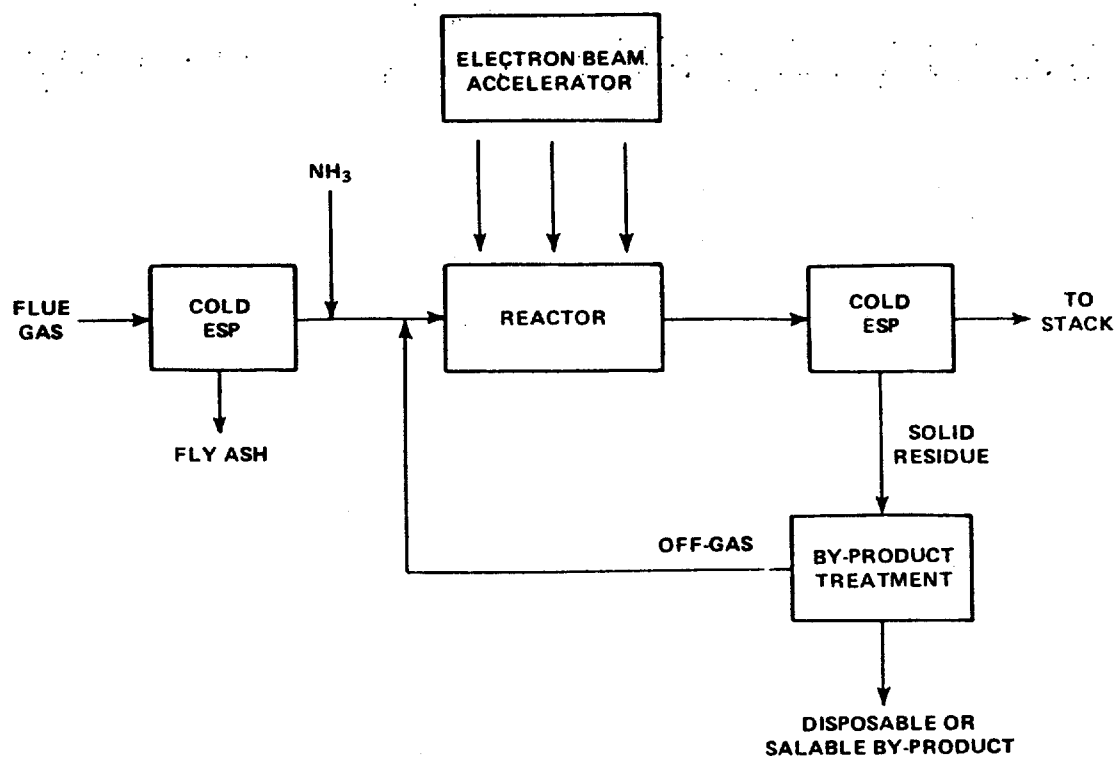 ELECTRON BEAM
ACCELERATOR
NH₃
FLUE
GAS
COLD
ESP
REACTOR
COLD
ESP
TO
STACK
FLY ASH
SOLID
RESIDUE
OFF-GAS
BY-PRODUCT
TREATMENT
DISPOSABLE OR
SALABLE BY-PRODUCT